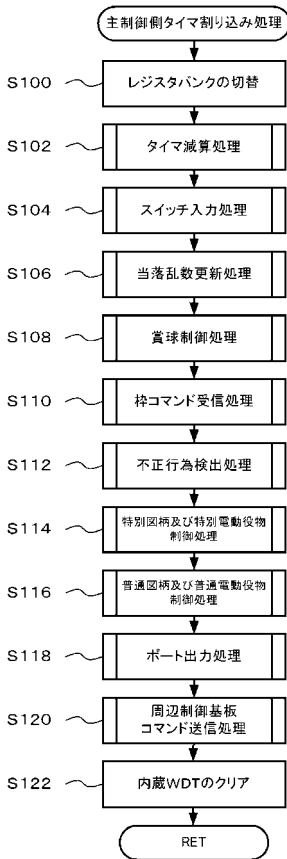 主制御側タイマ割り込み処理
S100
レジスタバンクの切替
S102
タイマ減算処理
S104
スイッチ入力処理
S106
当落乱数更新処理
S108
賞球制御処理
S110
枠コマンド受信処理
S112
不正行為検出処理
S114
特別図柄及び特別電動役物
制御処理
S116
普通図柄及び普通電動役物
制御処理
S118
ポート出力処理
S120
周辺制御基板
コマンド送信処理
S122
内蔵WDTのクリア
RET